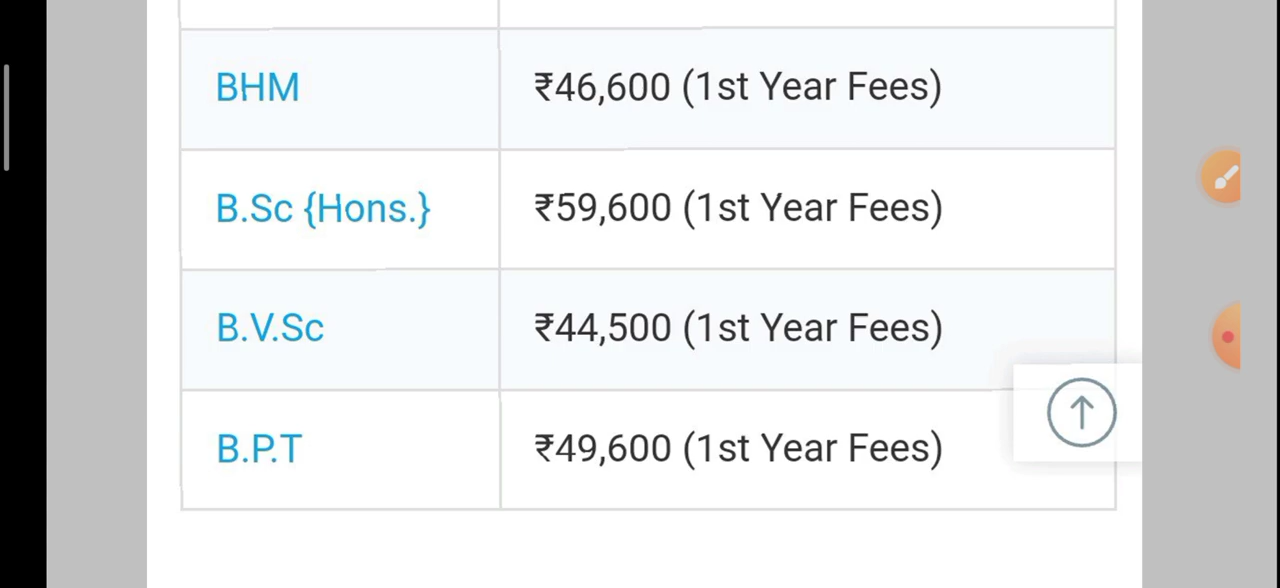 BHM ₹46,600 (1st Year Fees)
B.Sc {Hons.} ₹59,600 (1st Year Fees)
B.V.Sc ₹44,500 (1st Year Fees)
B.P.T ₹49,600 (1st Year Fees)